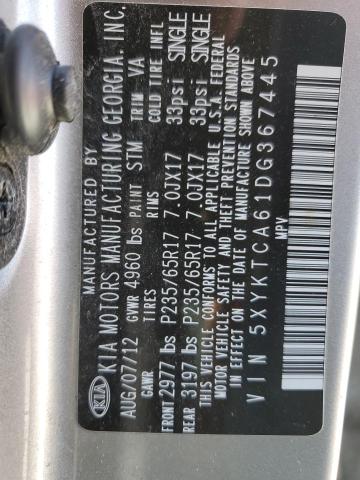 MANUFACTURED BY
KIA KIA MOTORS MANUFACTURING GEORGIA, INC.
AUG/07/12 GVWR 4960 lbs PAINT STM TRIM VA
GAWR TIRES RIMS COLD TIRE INFL
FRONT 2977 lbs P235/65R17 7.0JX17 33psi SINGLE
REAR 3197 lbs P235/65R17 7.0JX17 33psi SINGLE
THIS VEHICLE CONFORMS TO ALL APPLICABLE U.S.A. FEDERAL
MOTOR VEHICLE SAFETY AND THEFT PREVENTION STANDARDS
IN EFFECT ON THE DATE OF MANUFACTURE SHOWN ABOVE
VIN 5XYKTCA61DG367445
MPV